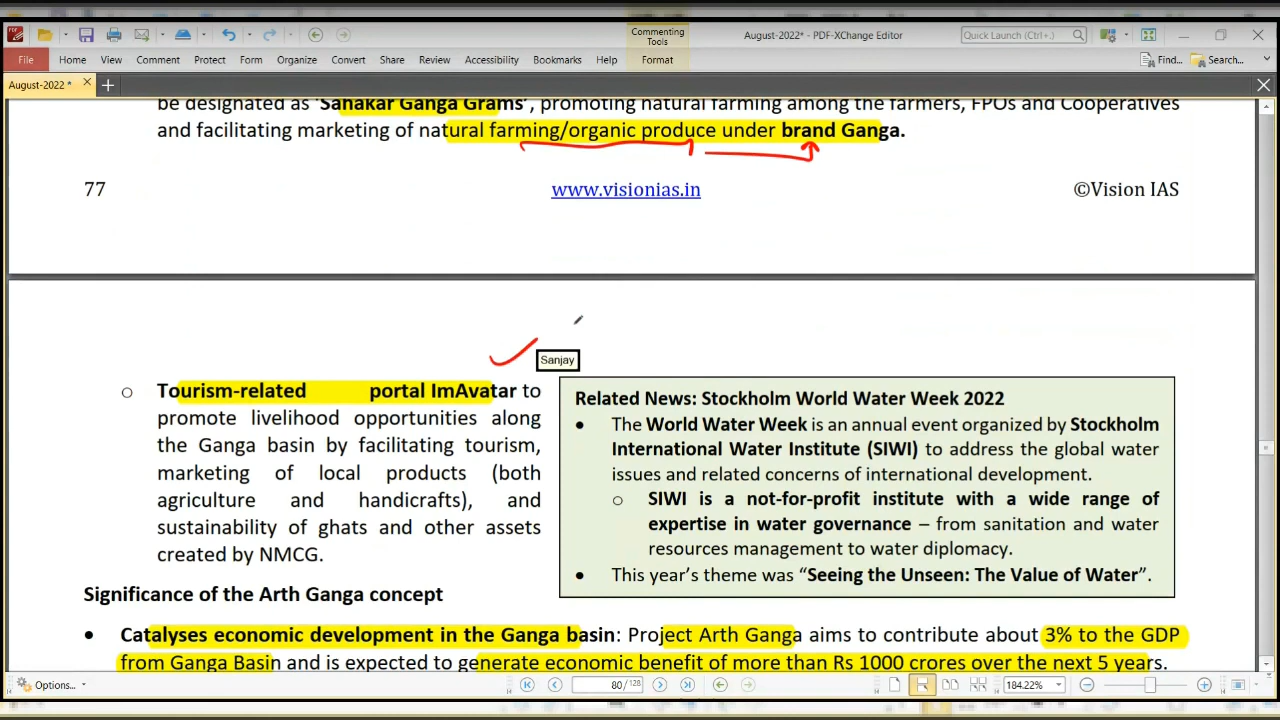 Commenting
Tools
August-2022* - PDF-XChange Editor
Quick Launch (Ctrl+.)
File Home View Comment Protect Form Organize Convert Share Review Accessibility Bookmarks Help Format
Find... Search...
August-2022 *
be designated as 'Sahakar Ganga Grams', promoting natural farming among the farmers, FPOs and Cooperatives
and facilitating marketing of natural farming/organic produce under brand Ganga.
77 www.visionias.in ©Vision IAS
Sanjay
Tourism-related portal ImAvatar to
promote livelihood opportunities along
the Ganga basin by facilitating tourism,
marketing of local products (both
agriculture and handicrafts), and
sustainability of ghats and other assets
created by NMCG.
Related News: Stockholm World Water Week 2022
• The World Water Week is an annual event organized by Stockholm
International Water Institute (SIWI) to address the global water
issues and related concerns of international development.
o SIWI is a not-for-profit institute with a wide range of
expertise in water governance – from sanitation and water
resources management to water diplomacy.
• This year's theme was "Seeing the Unseen: The Value of Water".
Significance of the Arth Ganga concept
• Catalyses economic development in the Ganga basin: Project Arth Ganga aims to contribute about 3% to the GDP
from Ganga Basin and is expected to generate economic benefit of more than Rs 1000 crores over the next 5 years.
Options... 80 / 128 184.22%